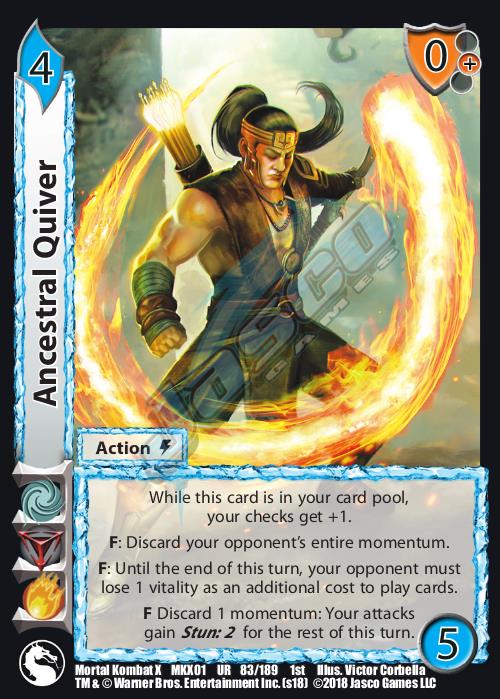 4
0
+
Ancestral Quiver
JASCO
GAMES
Action
While this card is in your card pool,
your checks get +1.
F: Discard your opponent's entire momentum.
F: Until the end of this turn, your opponent must
lose 1 vitality as an additional cost to play cards.
F Discard 1 momentum: Your attacks
gain Stun: 2 for the rest of this turn.
5
Mortal Kombat X MKX01 UR 83/189 1st Illus. Victor Corbella
TM & © Warner Bros. Entertainment Inc. (s18) ©2018 Jasco Games LLC